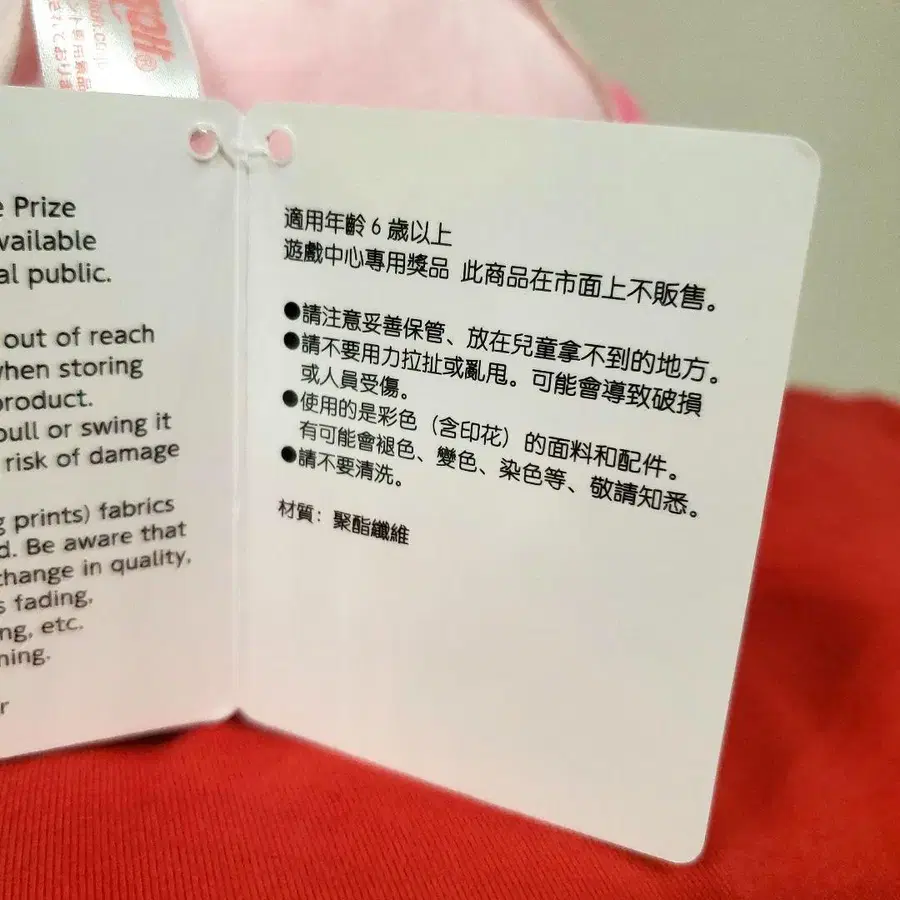 Prize
al public.
out of reach
when storing
product.
pull or swing it
risk of damage
prints) fabrics
d. Be aware that
change in quality,
fading,
etc.
適用年齡 6 歲以上
遊戲中心專用獎品 此商品在市面上不販售。
●請注意妥善保管、放在兒童拿不到的地方。
●請不要用力拉扯或亂甩。可能會導致破損
或人員受傷。
●使用的是彩色（含印花）的面料和配件。
有可能會褪色、變色、染色等、敬請知悉。
●請不要清洗。
材質：聚酯纖維